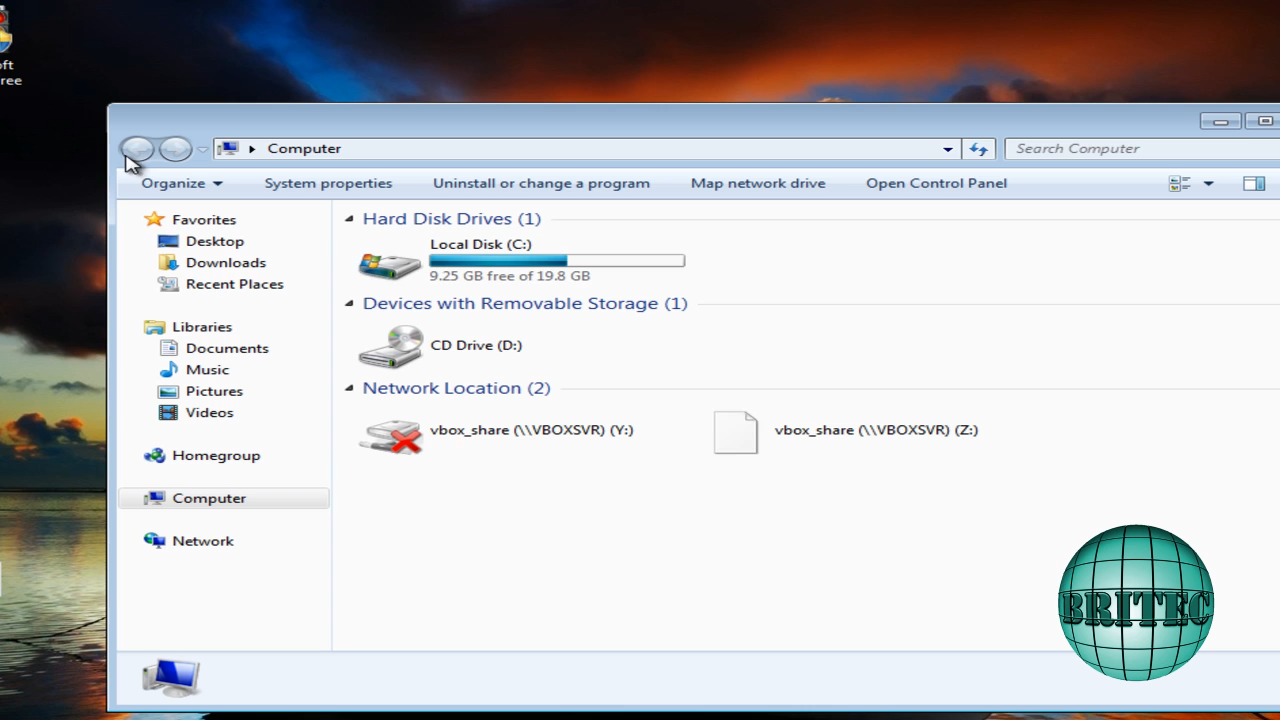 oft
ree
Computer
Search Computer
Organize
System properties
Uninstall or change a program
Map network drive
Open Control Panel
Favorites
Desktop
Downloads
Recent Places
Libraries
Documents
Music
Pictures
Videos
Homegroup
Computer
Network
Hard Disk Drives (1)
Local Disk (C:)
9.25 GB free of 19.8 GB
Devices with Removable Storage (1)
CD Drive (D:)
Network Location (2)
vbox_share (\\VBOXSVR) (Y:)
vbox_share (\\VBOXSVR) (Z:)
BRITEC